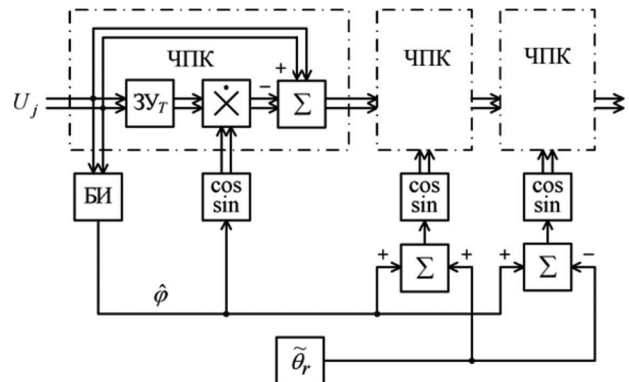 ЧПК
ЧПК
ЧПК
+
−
U_j
ЗУ_T
×
Σ
БИ
cos
sin
cos
sin
cos
sin
+
Σ
+
+
Σ
−
φ̂
θ̃_r